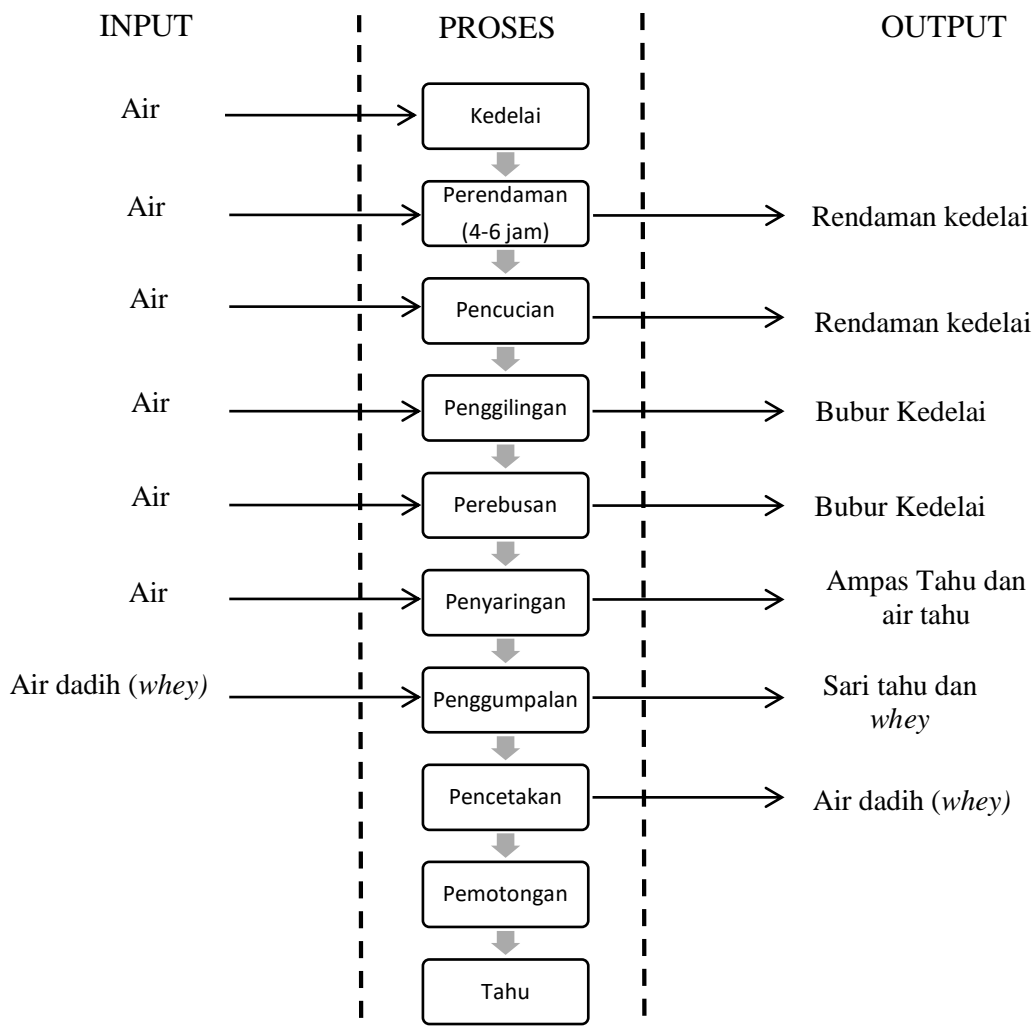 INPUT PROSES OUTPUT
Air Kedelai
Air Perendaman
(4-6 jam) Rendaman kedelai
Air Pencucian Rendaman kedelai
Air Penggilingan Bubur Kedelai
Air Perebusan Bubur Kedelai
Air Penyaringan Ampas Tahu dan
air tahu
Air dadih (whey) Penggumpalan Sari tahu dan
whey
Pencetakan Air dadih (whey)
Pemotongan
Tahu